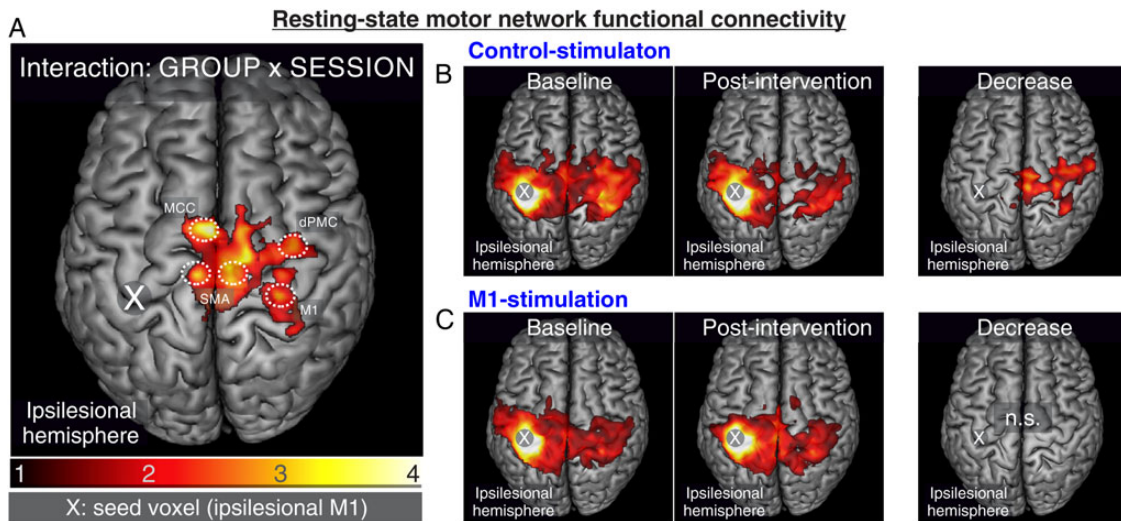 Resting-state motor network functional connectivity
A
Interaction: GROUP x SESSION
MCC
dPMC
SMA
M1
X
Ipsilesional
hemisphere
1 2 3 4
X: seed voxel (ipsilesional M1)
Control-stimulaton
B
Baseline
X
Ipsilesional
hemisphere
Post-intervention
X
Ipsilesional
hemisphere
Decrease
X
Ipsilesional
hemisphere
M1-stimulation
C
Baseline
X
Ipsilesional
hemisphere
Post-intervention
X
Ipsilesional
hemisphere
Decrease
n.s.
X
Ipsilesional
hemisphere